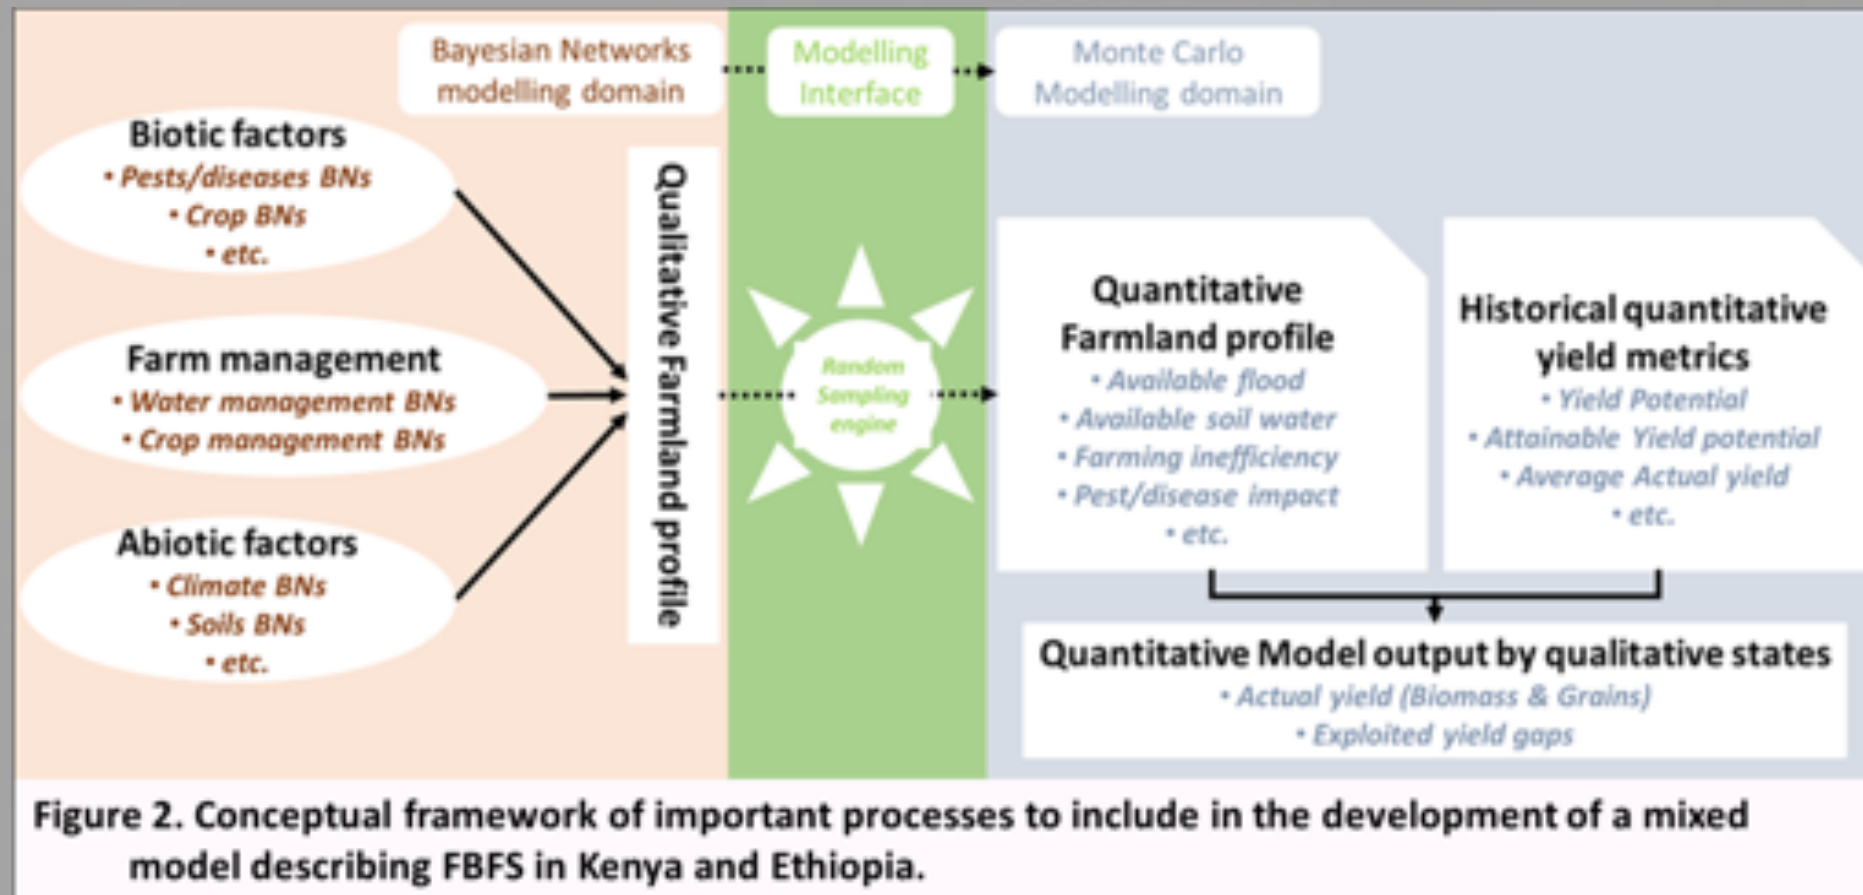 Bayesian Networks
modelling domain
Modelling
Interface
Monte Carlo
Modelling domain
Biotic factors
• Pests/diseases BNs
• Crop BNs
• etc.
Farm management
• Water management BNs
• Crop management BNs
Abiotic factors
• Climate BNs
• Soils BNs
• etc.
Qualitative Farmland profile
Random
Sampling
engine
Quantitative
Farmland profile
• Available flood
• Available soil water
• Farming inefficiency
• Pest/disease impact
• etc.
Historical quantitative
yield metrics
• Yield Potential
• Attainable Yield potential
• Average Actual yield
• etc.
Quantitative Model output by qualitative states
• Actual yield (Biomass & Grains)
• Exploited yield gaps
Figure 2. Conceptual framework of important processes to include in the development of a mixed
model describing FBFS in Kenya and Ethiopia.